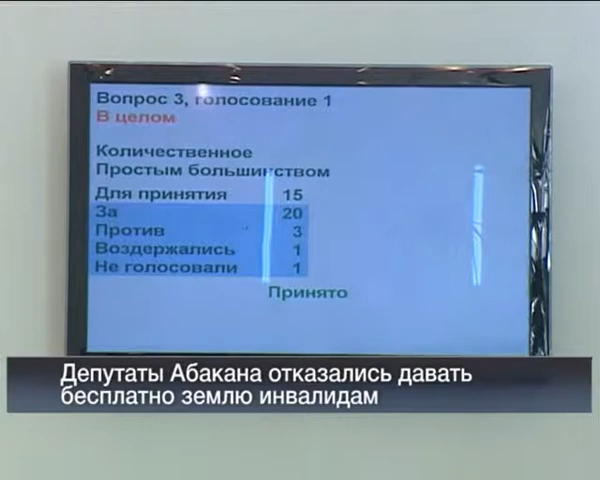 Вопрос 3, голосование 1
В целом
Количественное
Простым большинством
Для принятия 15
За 20
Против 3
Воздержались 1
Не голосовали 1
Принято
Депутаты Абакана отказались давать
бесплатно землю инвалидам